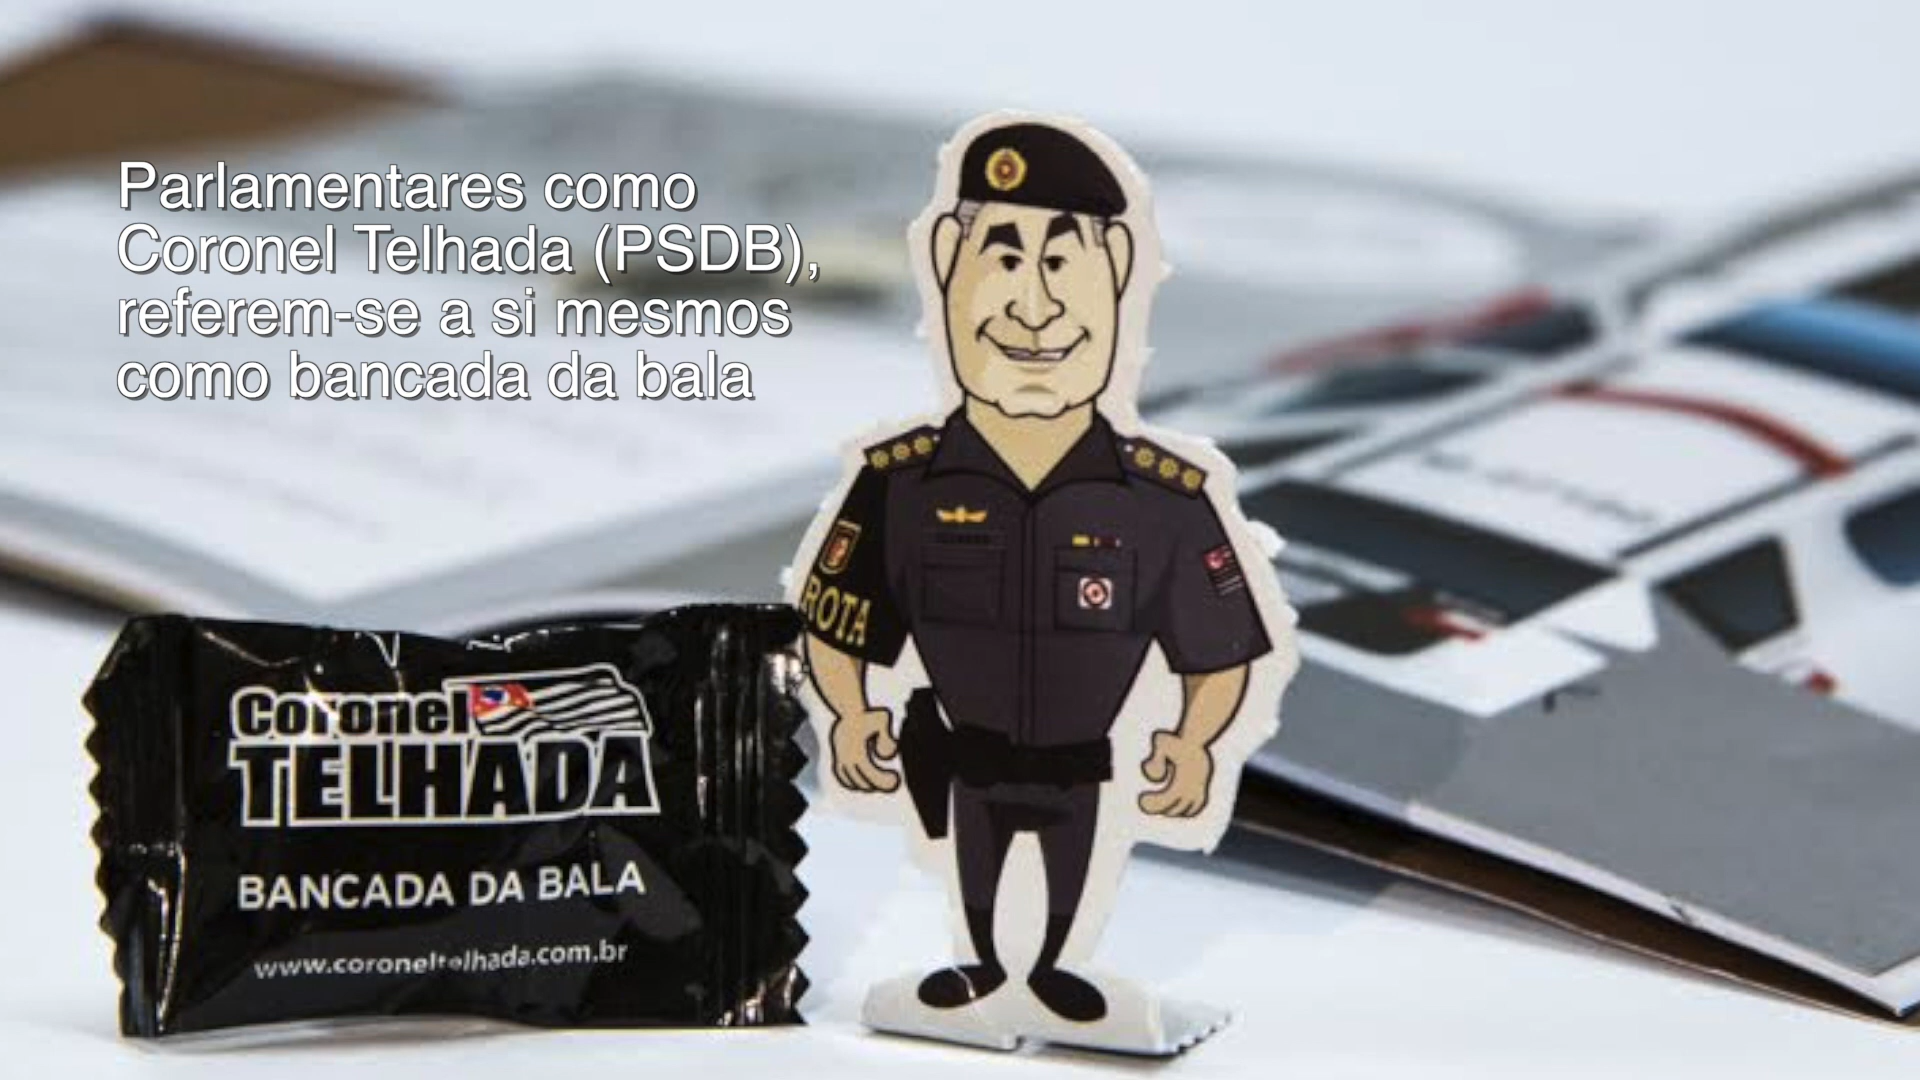 Parlamentares como
Coronel Telhada (PSDB),
referem-se a si mesmos
como bancada da bala
ROTA
Coronel
TELHADA
BANCADA DA BALA
www.coroneltelhada.com.br